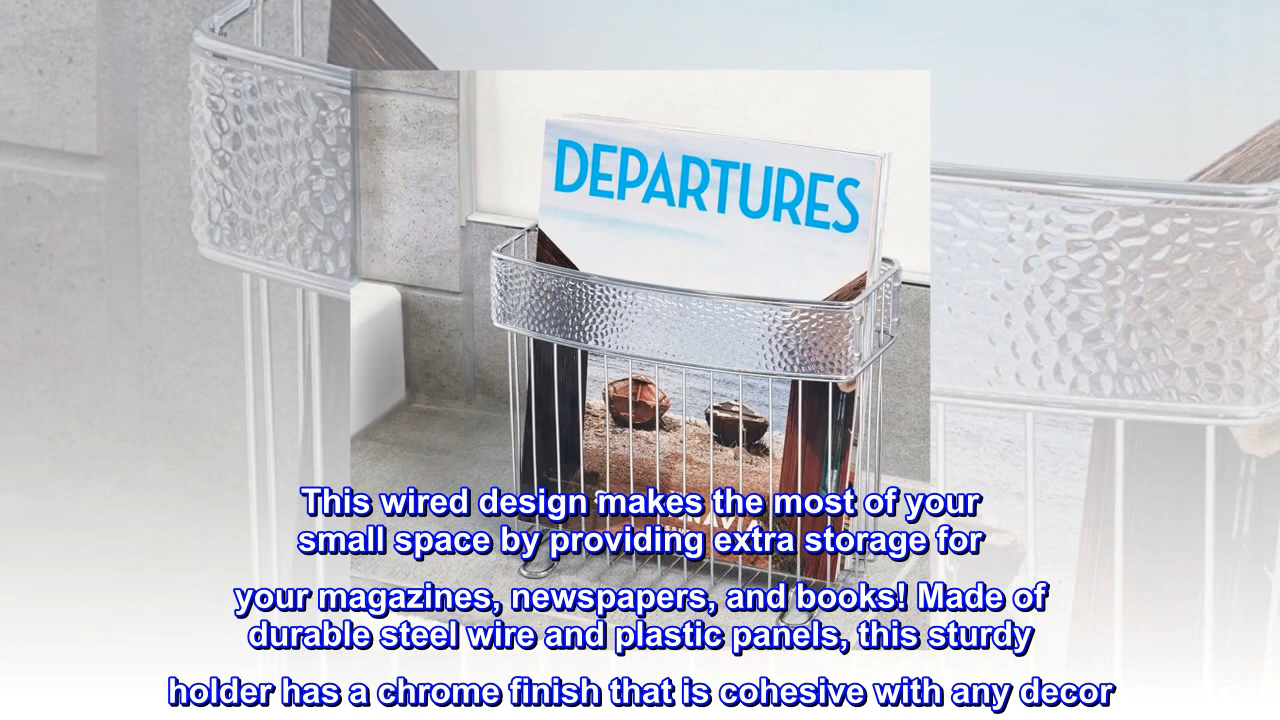 DEPARTURES
This wired design makes the most of your
small space by providing extra storage for
your magazines, newspapers, and books! Made of
durable steel wire and plastic panels, this sturdy
holder has a chrome finish that is cohesive with any decor